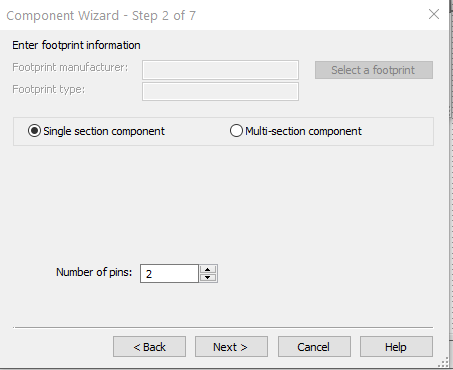 Component Wizard - Step 2 of 7
Enter footprint information
Footprint manufacturer:
Select a footprint
Footprint type:
Single section component
Multi-section component
Number of pins: 2
< Back
Next >
Cancel
Help